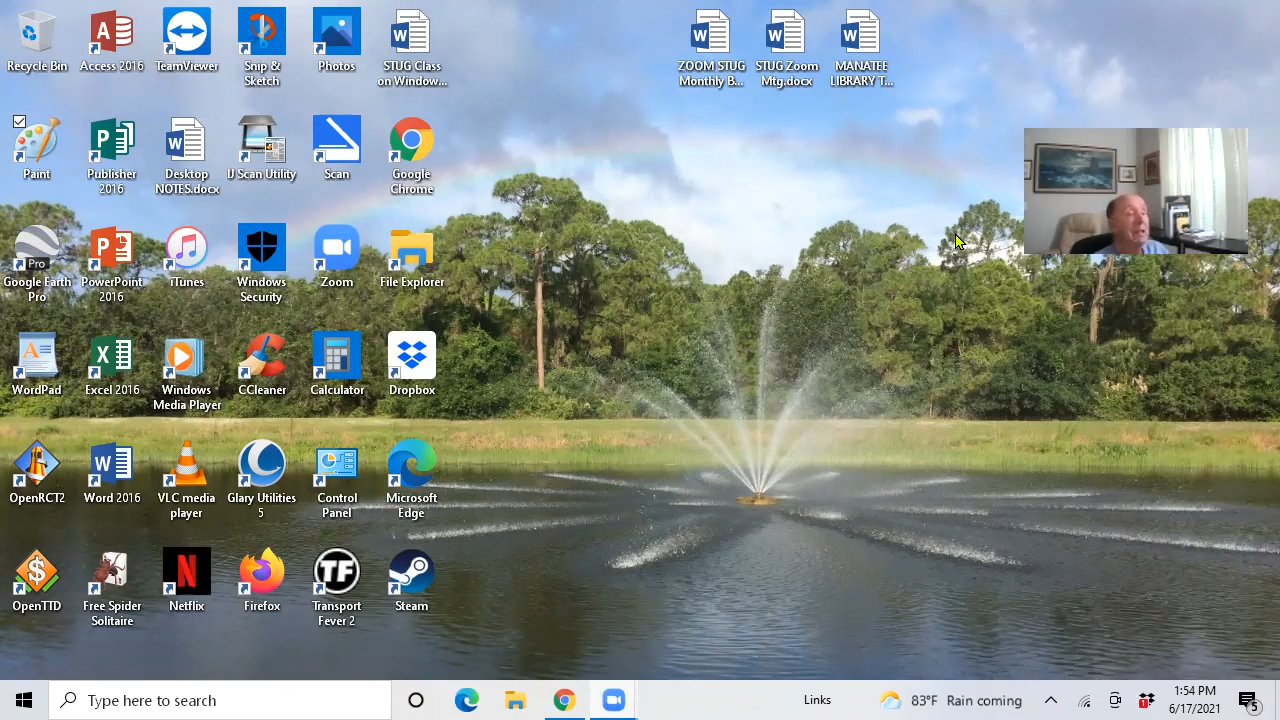 Recycle Bin
Access 2016
TeamViewer
Snip &
Sketch
Photos
STUG Class
on Window...
ZOOM STUG
Monthly B...
STUG Zoom
Mtg.docx
MANATEE
LIBRARY T...
Paint
Publisher
2016
Desktop
NOTES.docx
IJ Scan Utility
Scan
Google
Chrome
Pro
Google Earth
Pro
PowerPoint
2016
iTunes
Windows
Security
Zoom
File Explorer
WordPad
Excel 2016
Windows
Media Player
CCleaner
Calculator
Dropbox
OpenRCT2
Word 2016
VLC media
player
Glary Utilities
5
Control
Panel
Microsoft
Edge
OpenTTD
Free Spider
Solitaire
Netflix
Firefox
TF
Transport
Fever 2
Steam
Type here to search
Links
83°F Rain coming
1
1:54 PM
6/17/2021
5